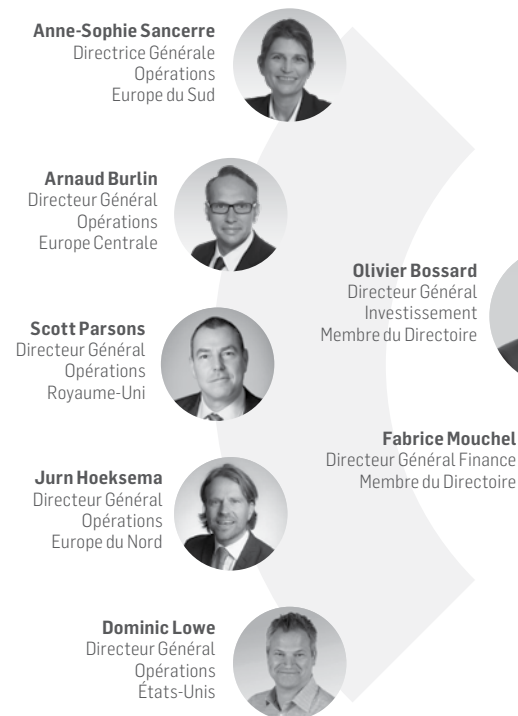 Anne-Sophie Sancerre
Directrice Générale
Opérations
Europe du Sud
Arnaud Burlin
Directeur Général
Opérations
Europe Centrale
Scott Parsons
Directeur Général
Opérations
Royaume-Uni
Jurn Hoeksema
Directeur Général
Opérations
Europe du Nord
Dominic Lowe
Directeur Général
Opérations
États-Unis
Olivier Bossard
Directeur Général
Investissement
Membre du Directoire
Fabrice Mouchel
Directeur Général Finance
Membre du Directoire